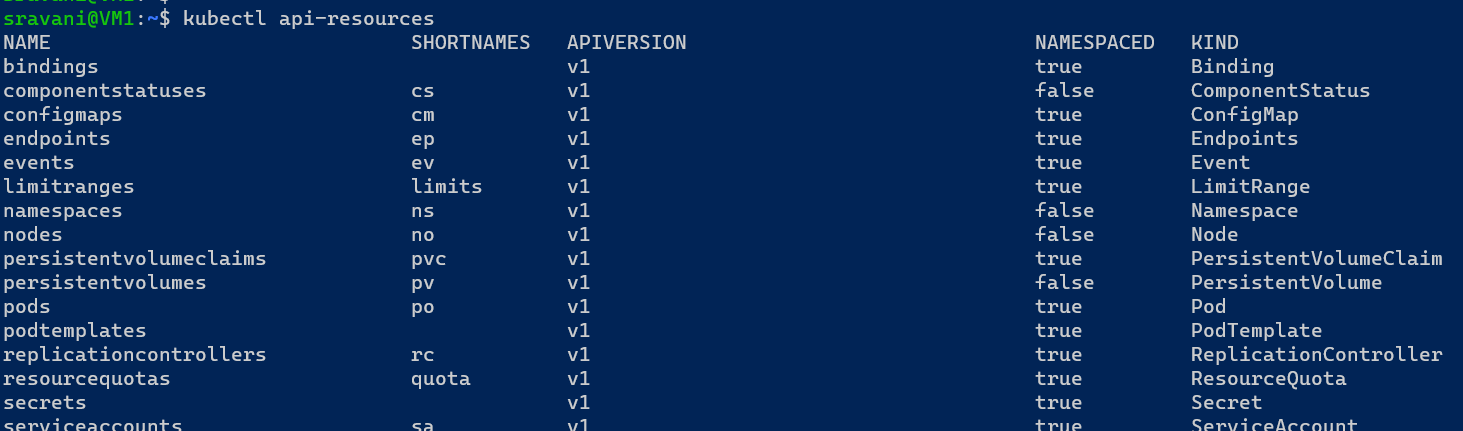 sravani@VM1:~$
sravani@VM1:~$ kubectl api-resources
NAME SHORTNAMES APIVERSION NAMESPACED KIND
bindings v1 true Binding
componentstatuses cs v1 false ComponentStatus
configmaps cm v1 true ConfigMap
endpoints ep v1 true Endpoints
events ev v1 true Event
limitranges limits v1 true LimitRange
namespaces ns v1 false Namespace
nodes no v1 false Node
persistentvolumeclaims pvc v1 true PersistentVolumeClaim
persistentvolumes pv v1 false PersistentVolume
pods po v1 true Pod
podtemplates v1 true PodTemplate
replicationcontrollers rc v1 true ReplicationController
resourcequotas quota v1 true ResourceQuota
secrets v1 true Secret
serviceaccounts sa v1 true ServiceAccount